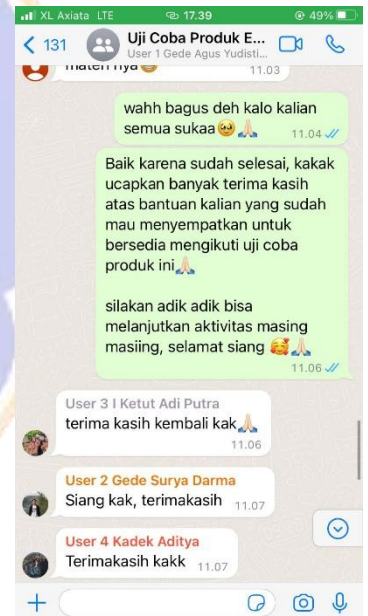 XL Axiata LTE 17.39 49%
131 Uji Coba Produk E...
User 1 Gede Agus Yudisti...
materi nya
11.03
wahh bagus deh kalo kalian
semua sukaa🥹🙏🏻
11.04
Baik karena sudah selesai, kakak
ucapkan banyak terima kasih
atas bantuan kalian yang sudah
mau menyempatkan untuk
bersedia mengikuti uji coba
produk ini🙏🏻
silakan adik adik bisa
melanjutkan aktivitas masing
masiing, selamat siang 🥰🙏🏻
11.06
User 3 I Ketut Adi Putra
terima kasih kembali kak🙏🏻
11.06
User 2 Gede Surya Darma
Siang kak, terimakasih 11.07
User 4 Kadek Aditya
Terimakasih kakk 11.07